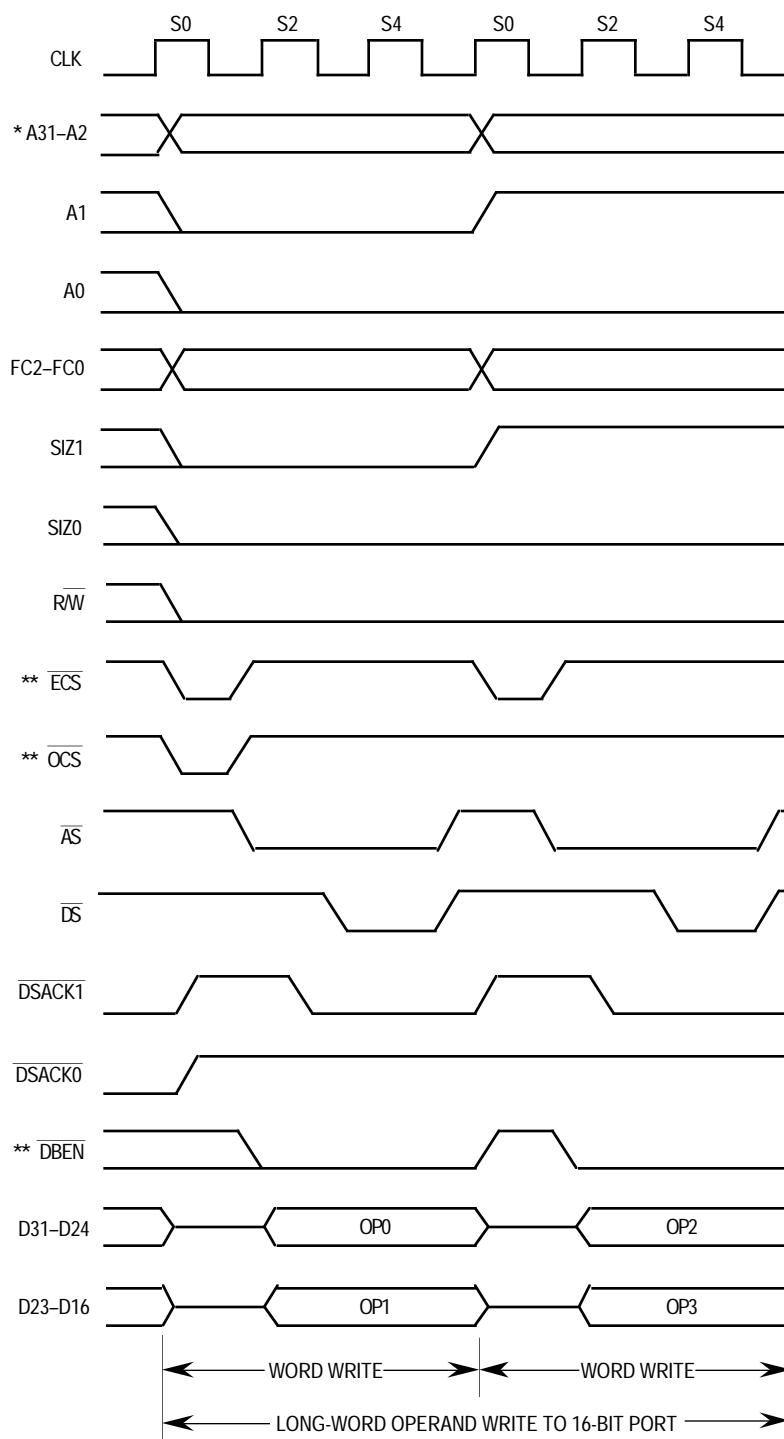 S0 S2 S4 S0 S2 S4
CLK
* A31–A2
A1
A0
FC2–FC0
SIZ1
SIZ0
R/W
** ECS
** OCS
AS
DS
DSACK1
DSACK0
** DBEN
D31–D24 OP0 OP2
D23–D16 OP1 OP3
WORD WRITE WORD WRITE
LONG-WORD OPERAND WRITE TO 16-BIT PORT